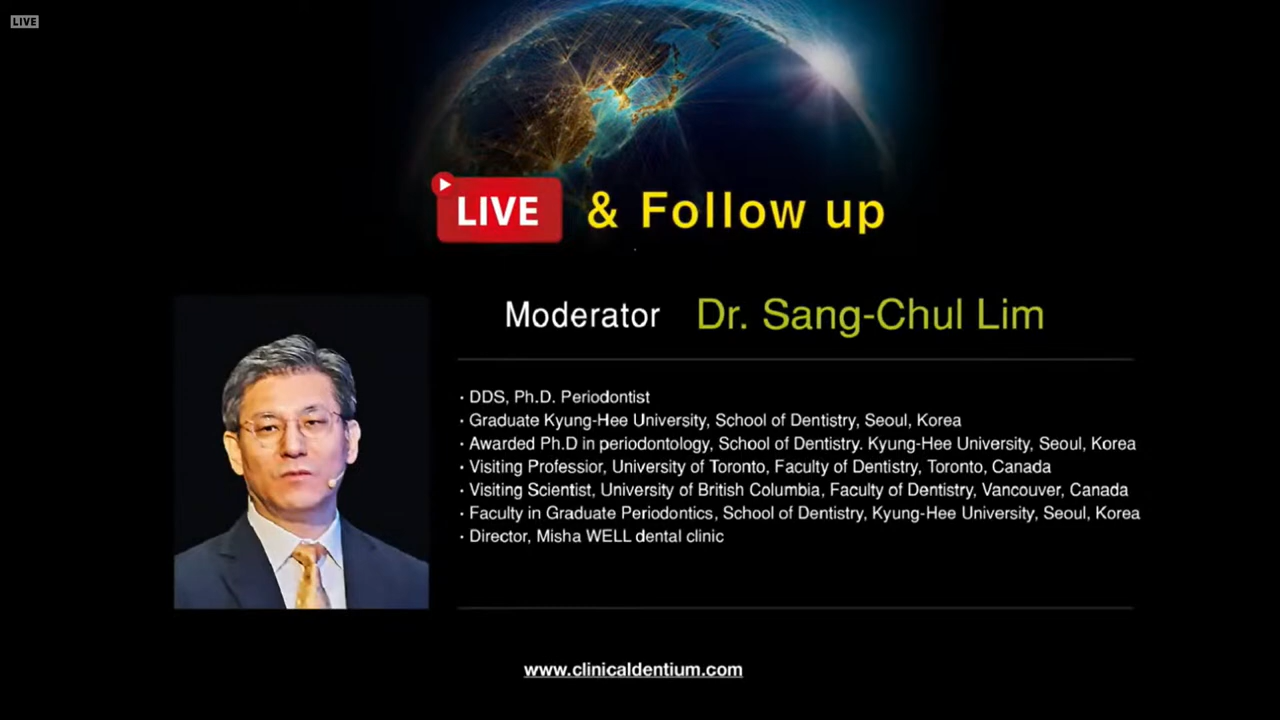 LIVE
LIVE & Follow up
Moderator Dr. Sang-Chul Lim
· DDS, Ph.D. Periodontist
· Graduate Kyung-Hee University, School of Dentistry, Seoul, Korea
· Awarded Ph.D in periodontology, School of Dentistry. Kyung-Hee University, Seoul, Korea
· Visiting Professior, University of Toronto, Faculty of Dentistry, Toronto, Canada
· Visiting Scientist, University of British Columbia, Faculty of Dentistry, Vancouver, Canada
· Faculty in Graduate Periodontics, School of Dentistry, Kyung-Hee University, Seoul, Korea
· Director, Misha WELL dental clinic
www.clinicaldentium.com